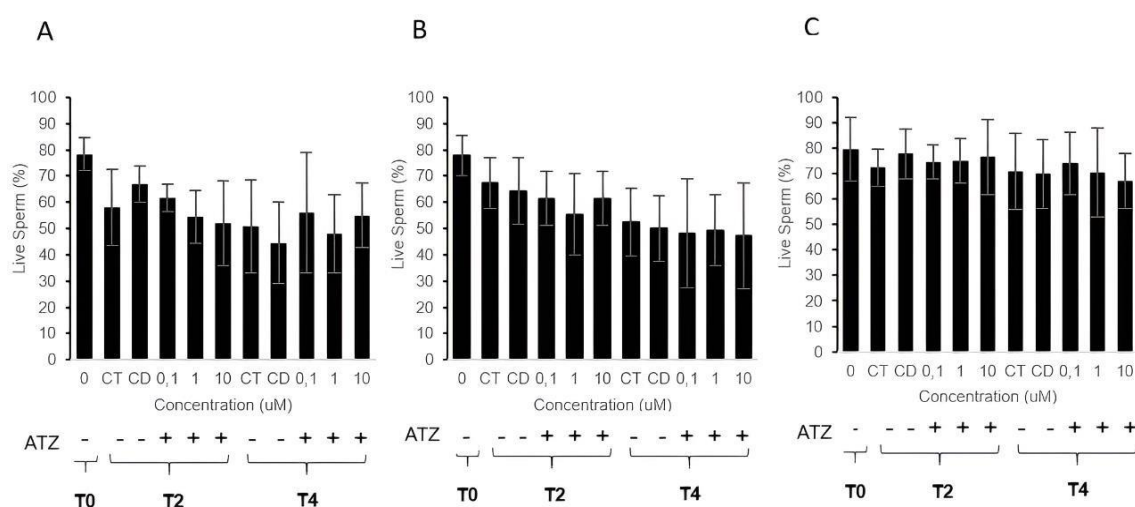 A
Live Sperm (%)
100
90
80
70
60
50
40
30
20
10
0
0 CT CD 0,1 1 10 CT CD 0,1 1 10
Concentration (uM)
ATZ - - - + + + - - + + +
T0 T2 T4
B
Live Sperm (%)
100
90
80
70
60
50
40
30
20
10
0
0 CT CD 0,1 1 10 CT CD 0,1 1 10
Concentration (uM)
ATZ - - - + + + - - + + +
T0 T2 T4
C
Live Sperm (%)
100
90
80
70
60
50
40
30
20
10
0
0 CT CD 0,1 1 10 CT CD 0,1 1 10
Concentration (uM)
ATZ - - - + + + - - + + +
T0 T2 T4